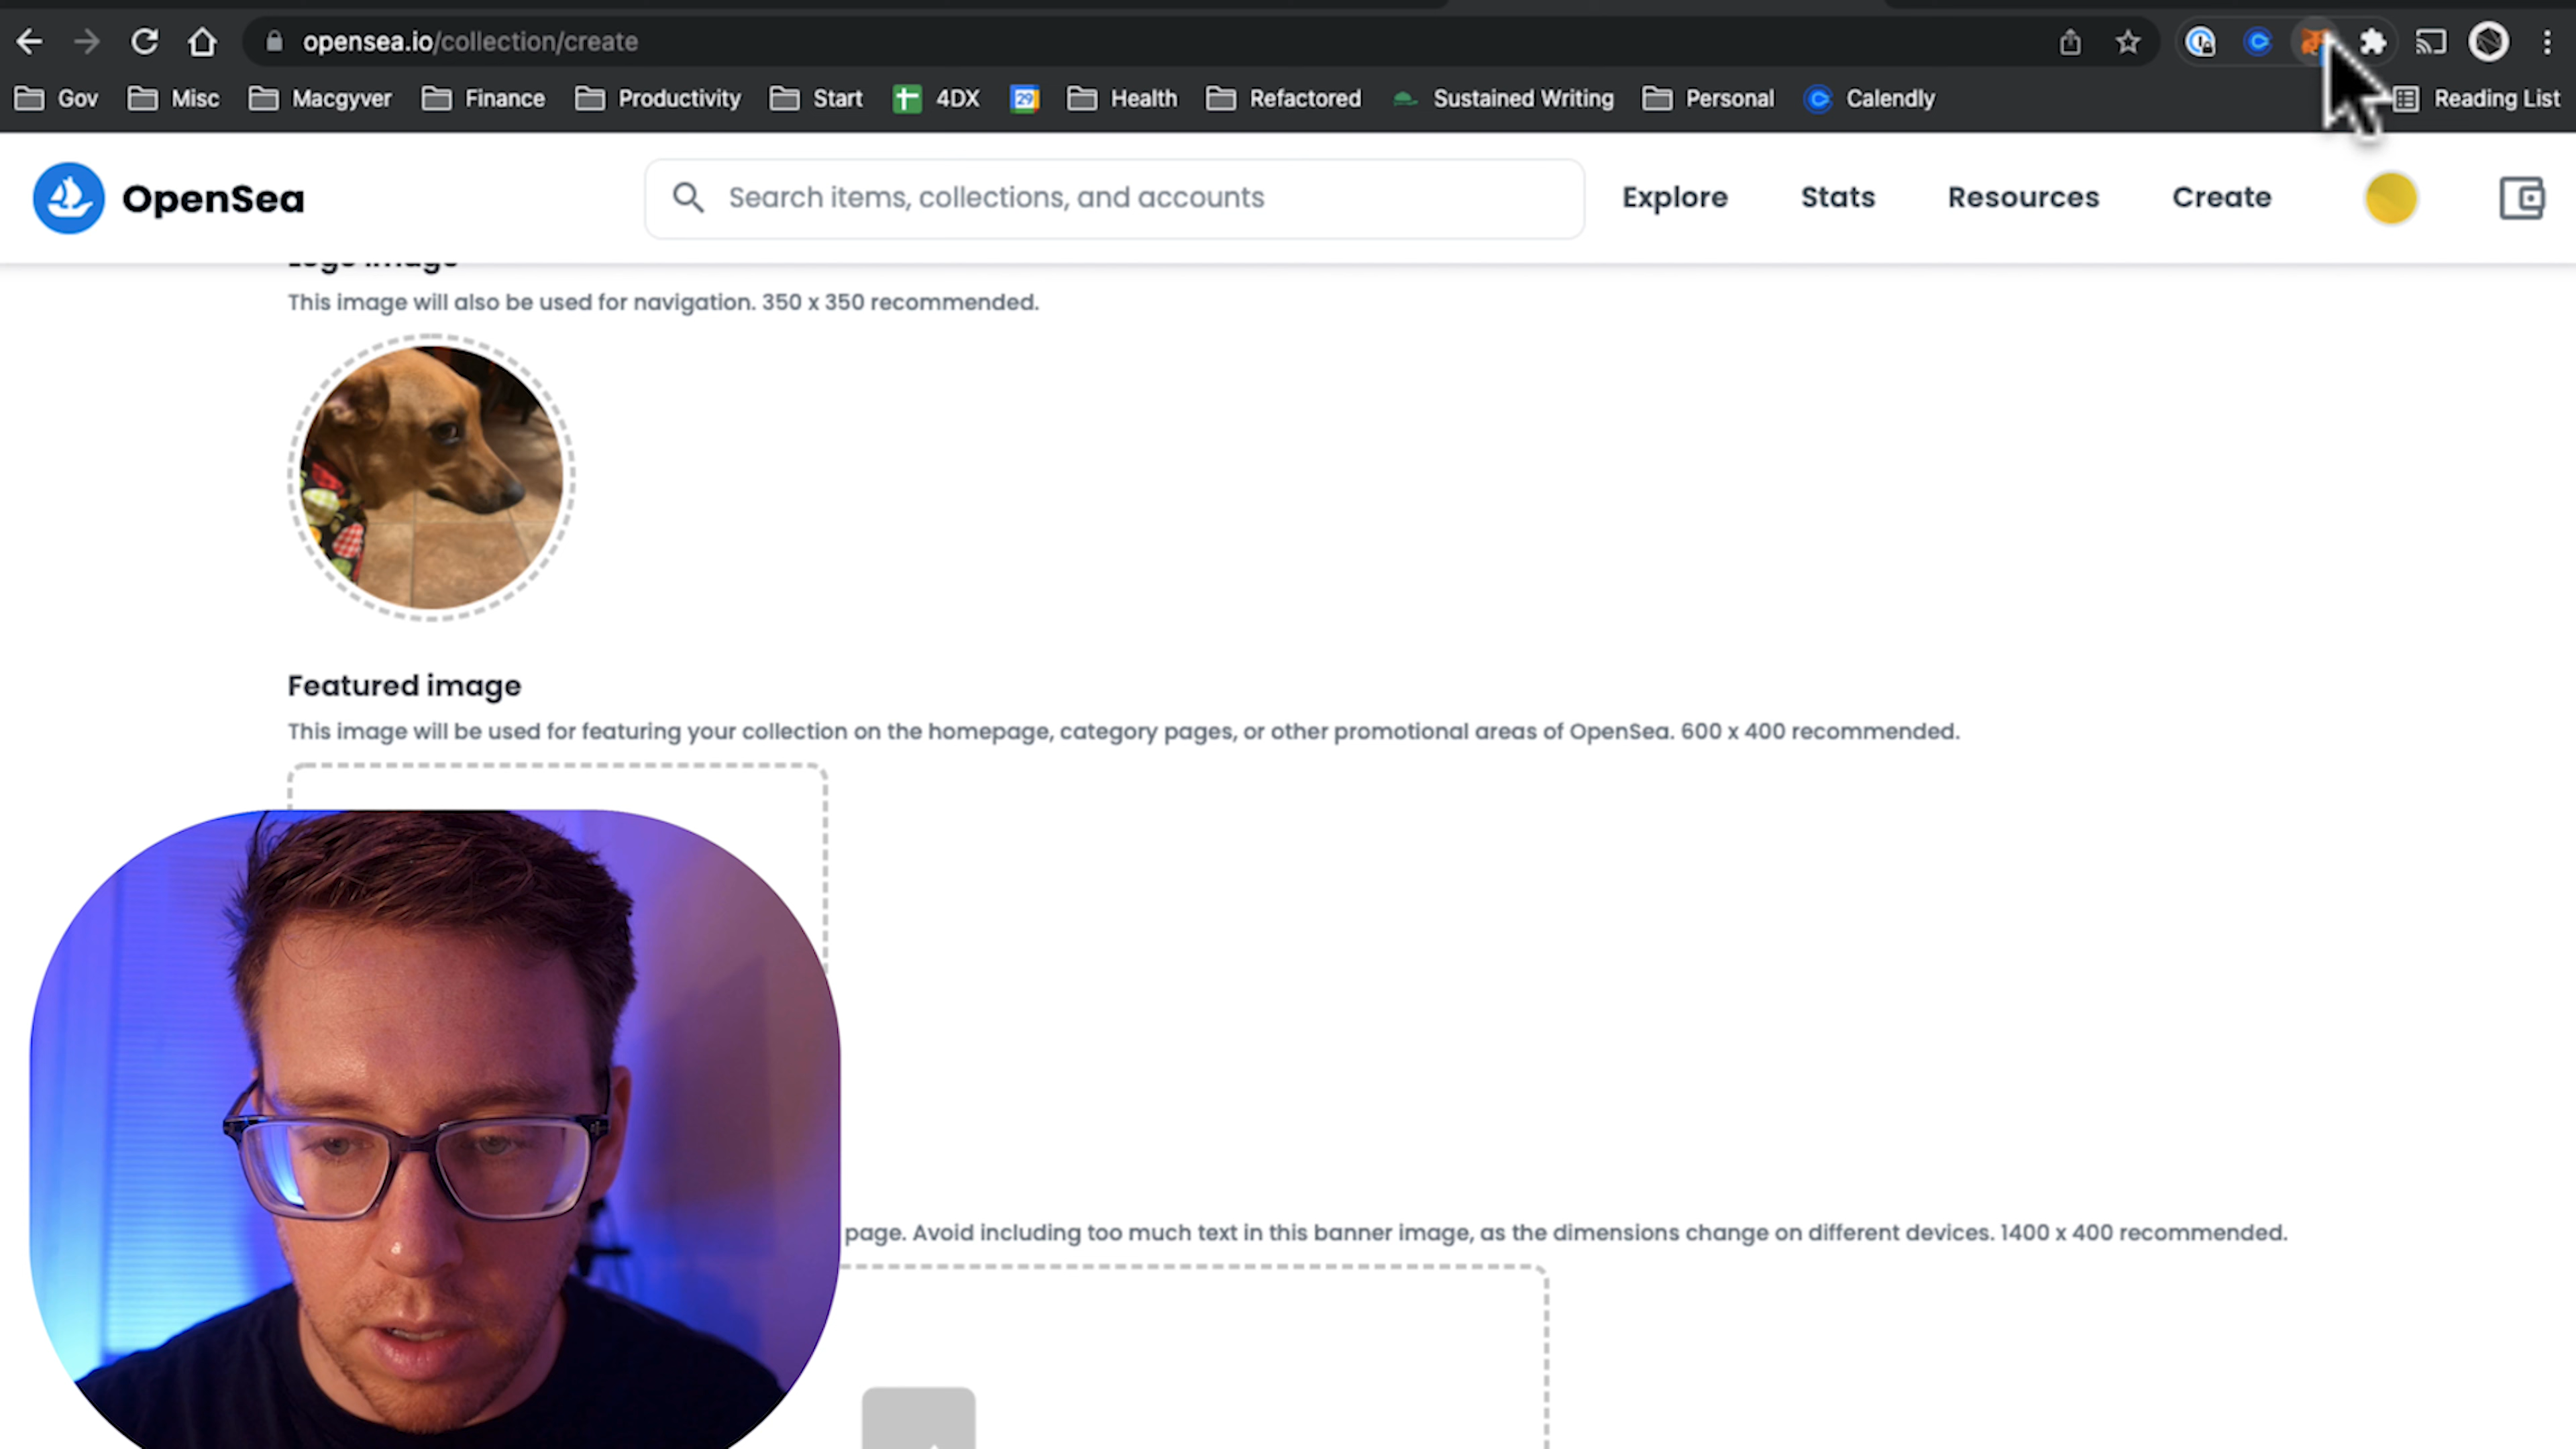 opensea.io/collection/create
Gov Misc Macgyver Finance Productivity Start 4DX 29 Health Refactored Sustained Writing Personal Calendly Reading List
OpenSea Search items, collections, and accounts Explore Stats Resources Create
Logo image
This image will also be used for navigation. 350 x 350 recommended.
Featured image
This image will be used for featuring your collection on the homepage, category pages, or other promotional areas of OpenSea. 600 x 400 recommended.
page. Avoid including too much text in this banner image, as the dimensions change on different devices. 1400 x 400 recommended.